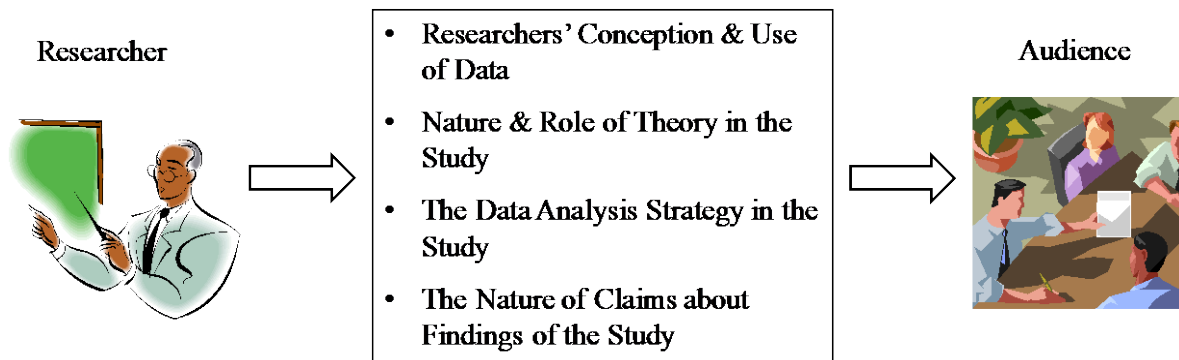 Researcher
• Researchers' Conception & Use
of Data
• Nature & Role of Theory in the
Study
• The Data Analysis Strategy in the
Study
• The Nature of Claims about
Findings of the Study
Audience